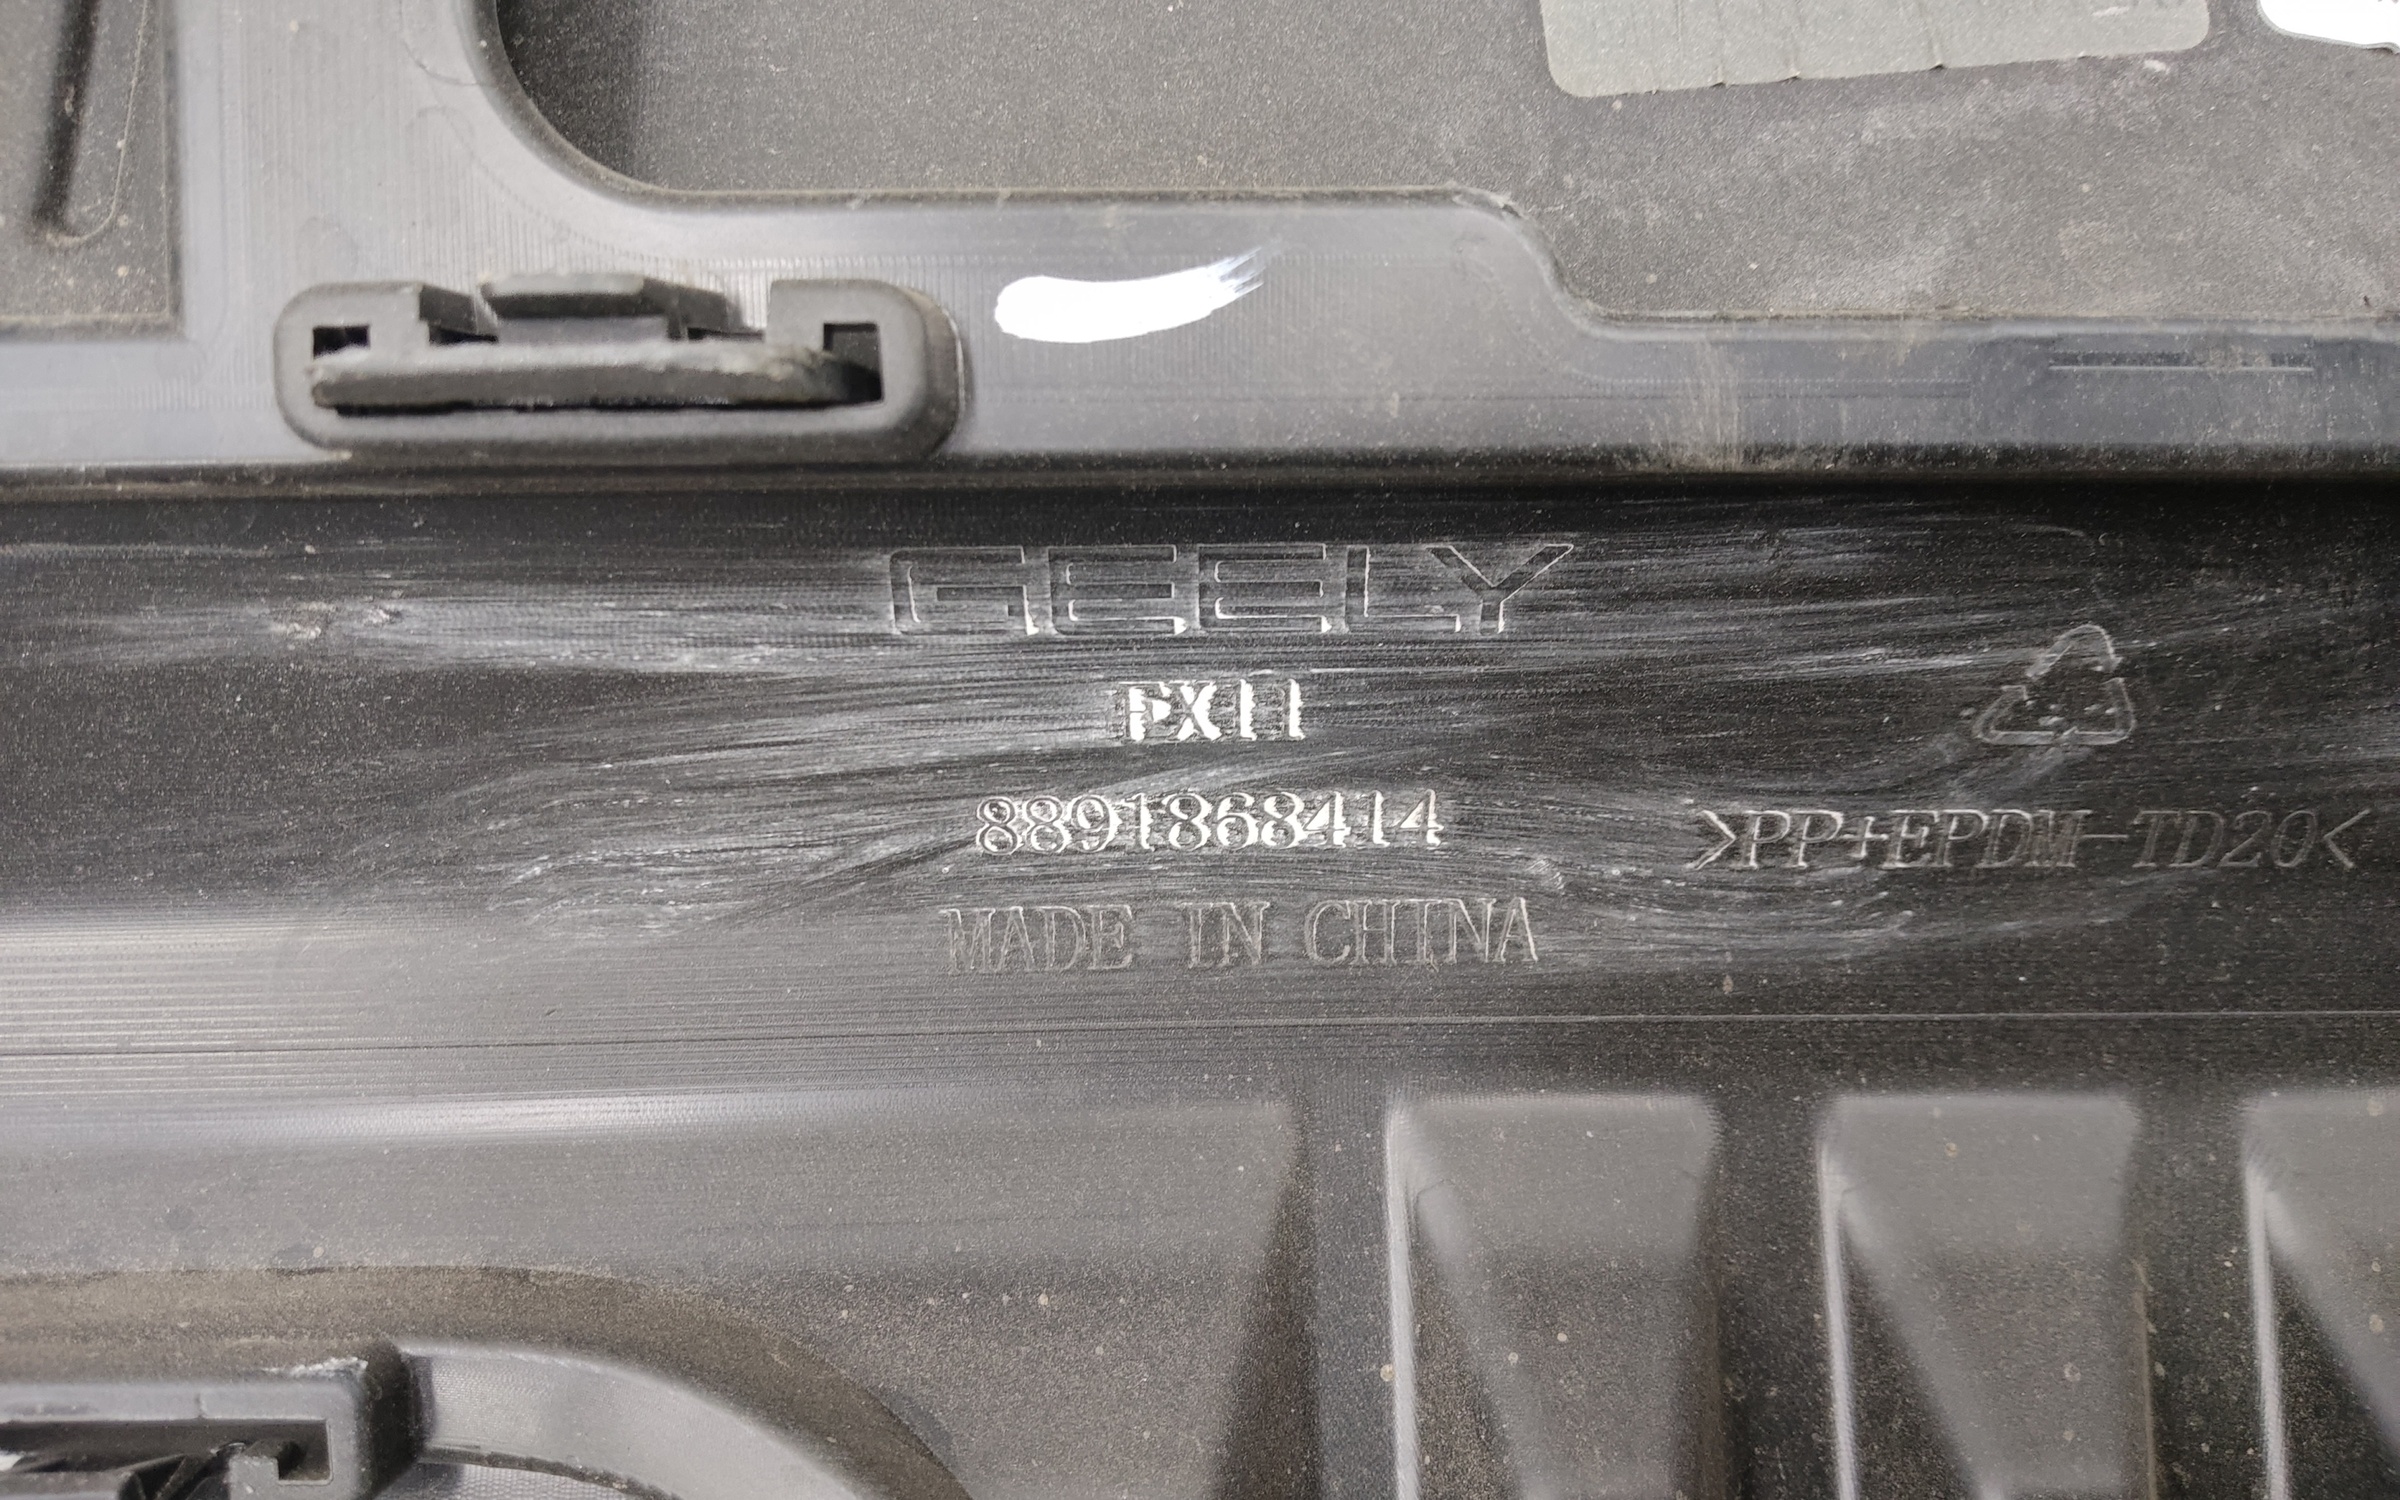 GEELY
FX11
8891868414
>PP+EPDM-TD20<
MADE IN CHINA